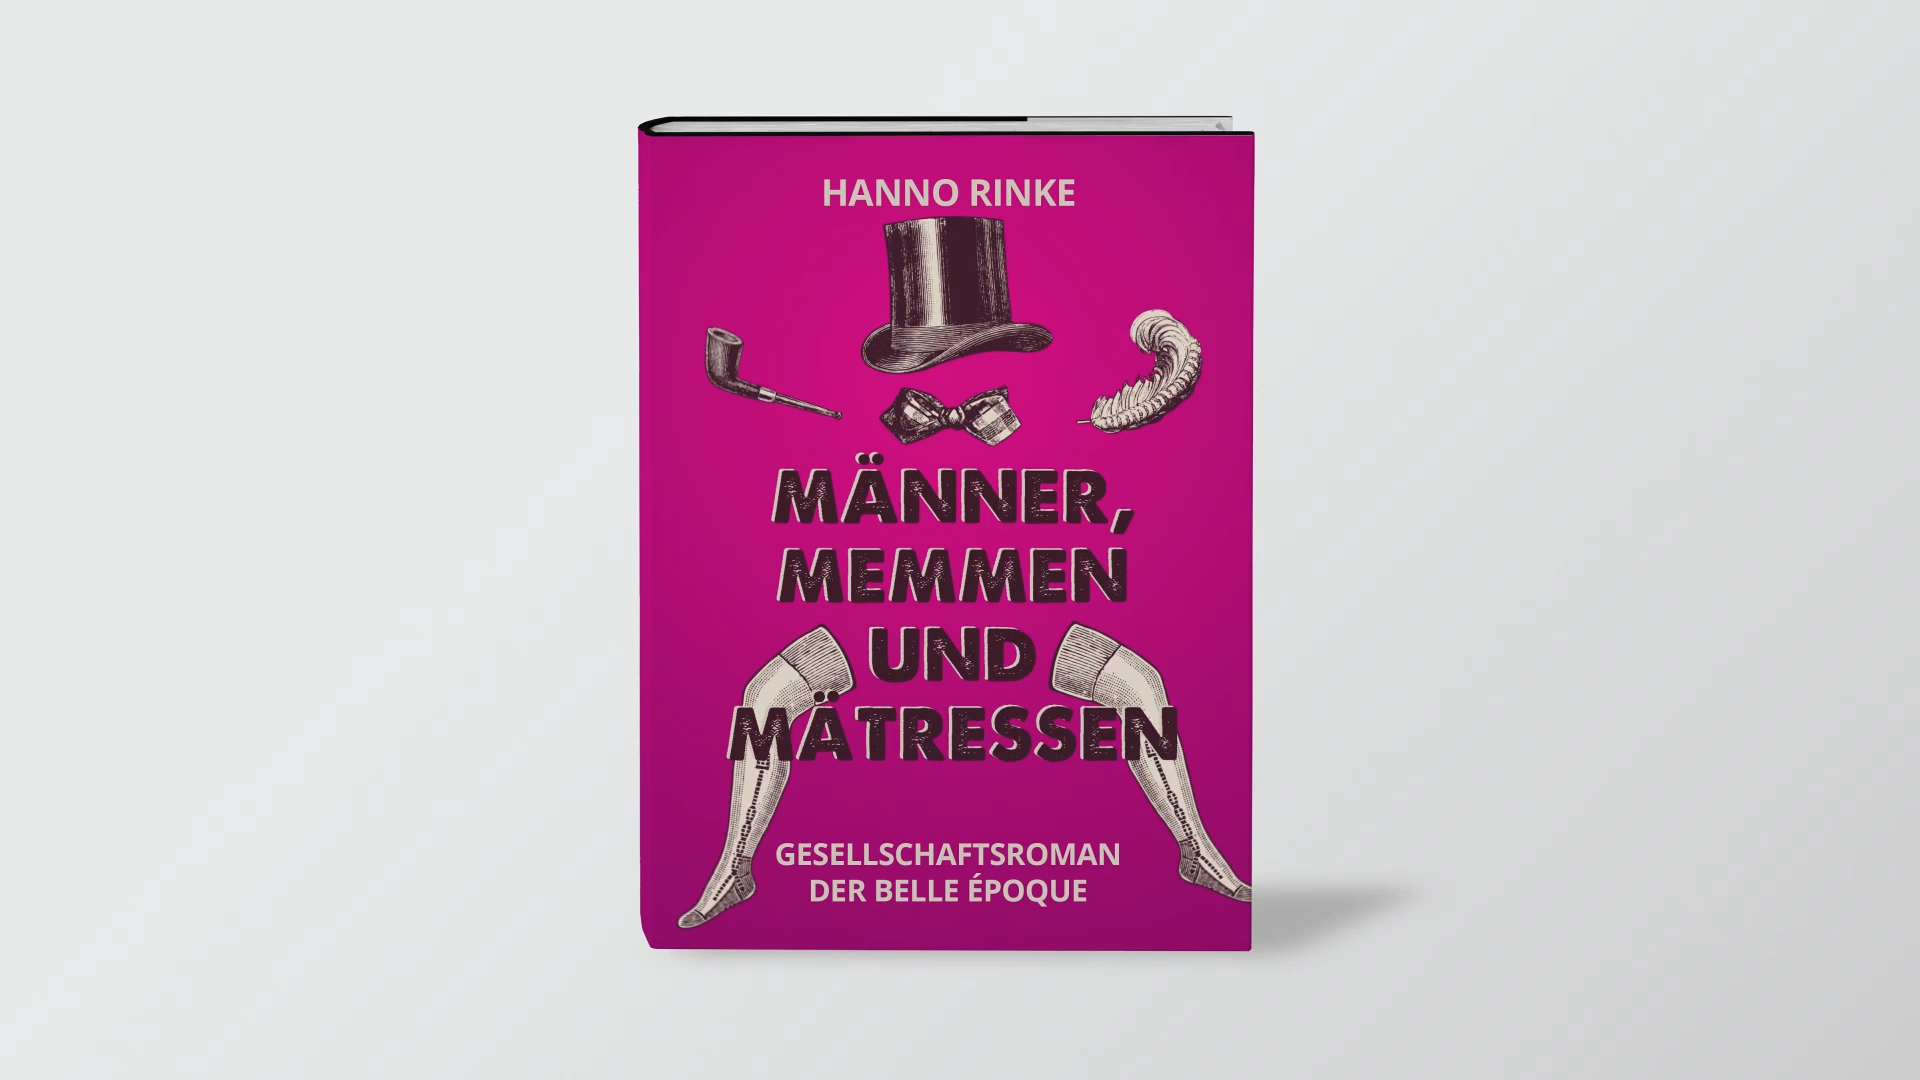 HANNO RINKE
MÄNNER,
MEMMEN
UND
MÄTRESSEN
GESELLSCHAFTSROMAN
DER BELLE ÉPOQUE